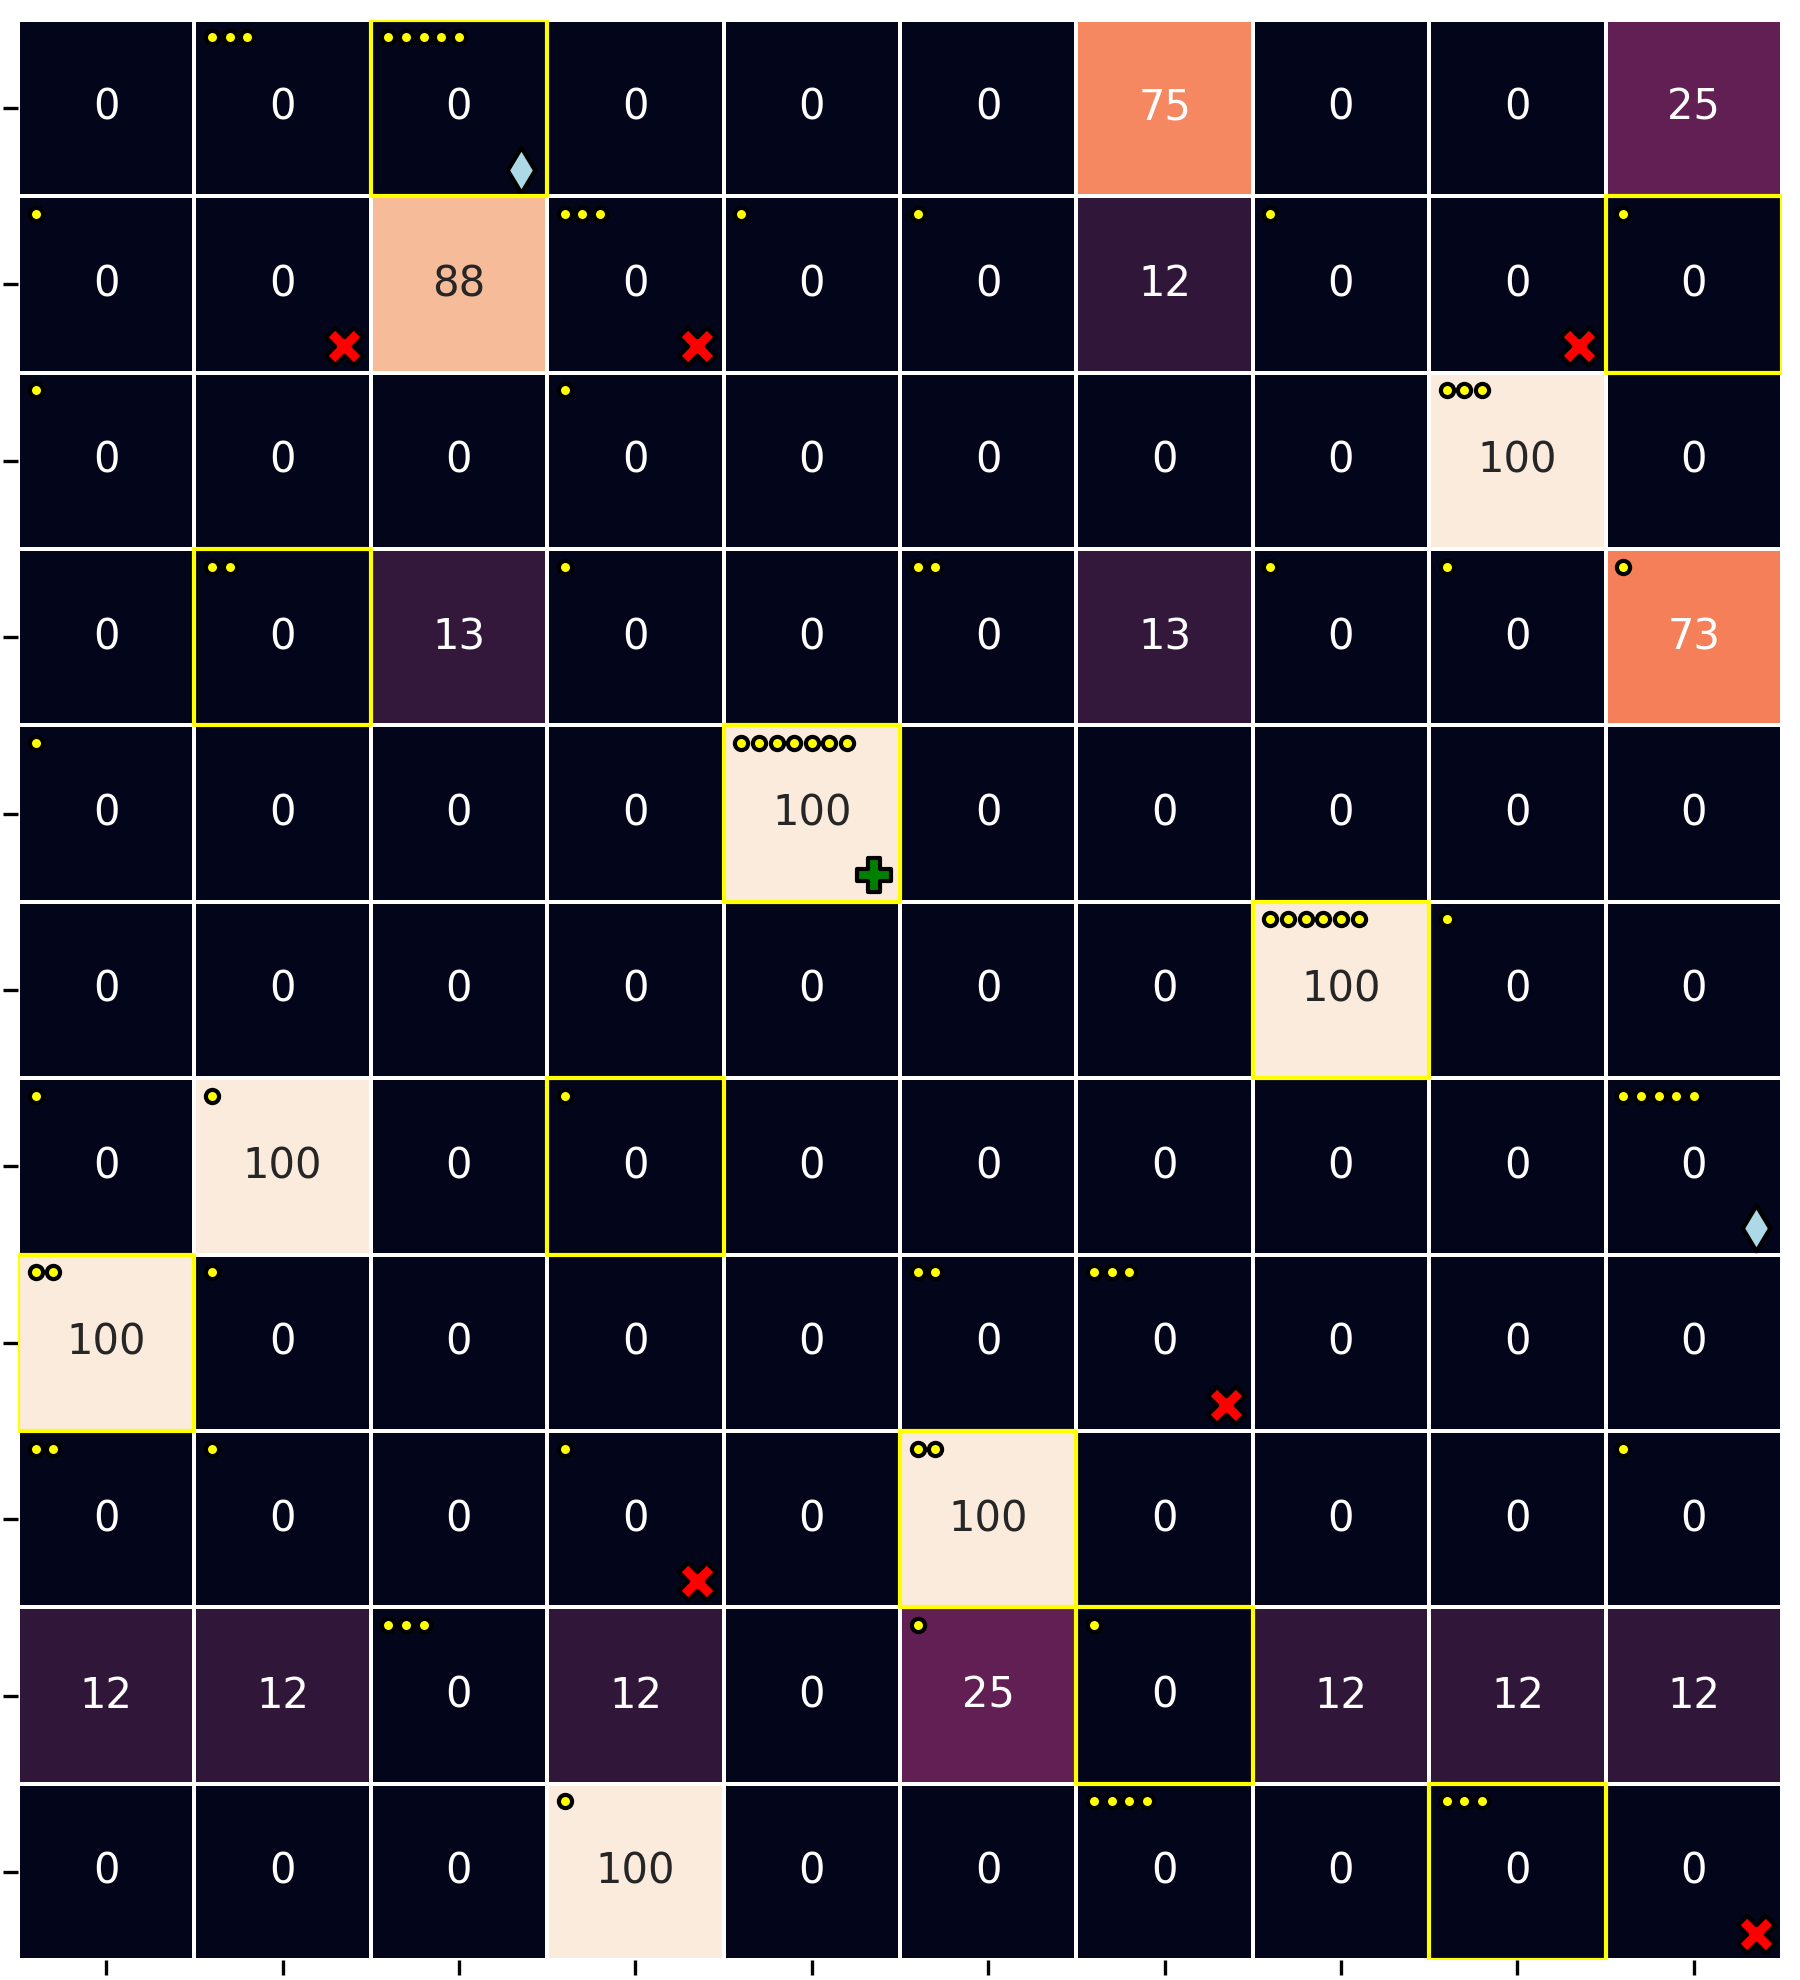 0 0 0 0 0 0 75 0 0 25
0 0 88 0 0 0 12 0 0 0
0 0 0 0 0 0 0 0 100 0
0 0 13 0 0 0 13 0 0 73
0 0 0 0 100 0 0 0 0 0
0 0 0 0 0 0 0 100 0 0
0 100 0 0 0 0 0 0 0 0
100 0 0 0 0 0 0 0 0 0
0 0 0 0 0 100 0 0 0 0
12 12 0 12 0 25 0 12 12 12
0 0 0 100 0 0 0 0 0 0